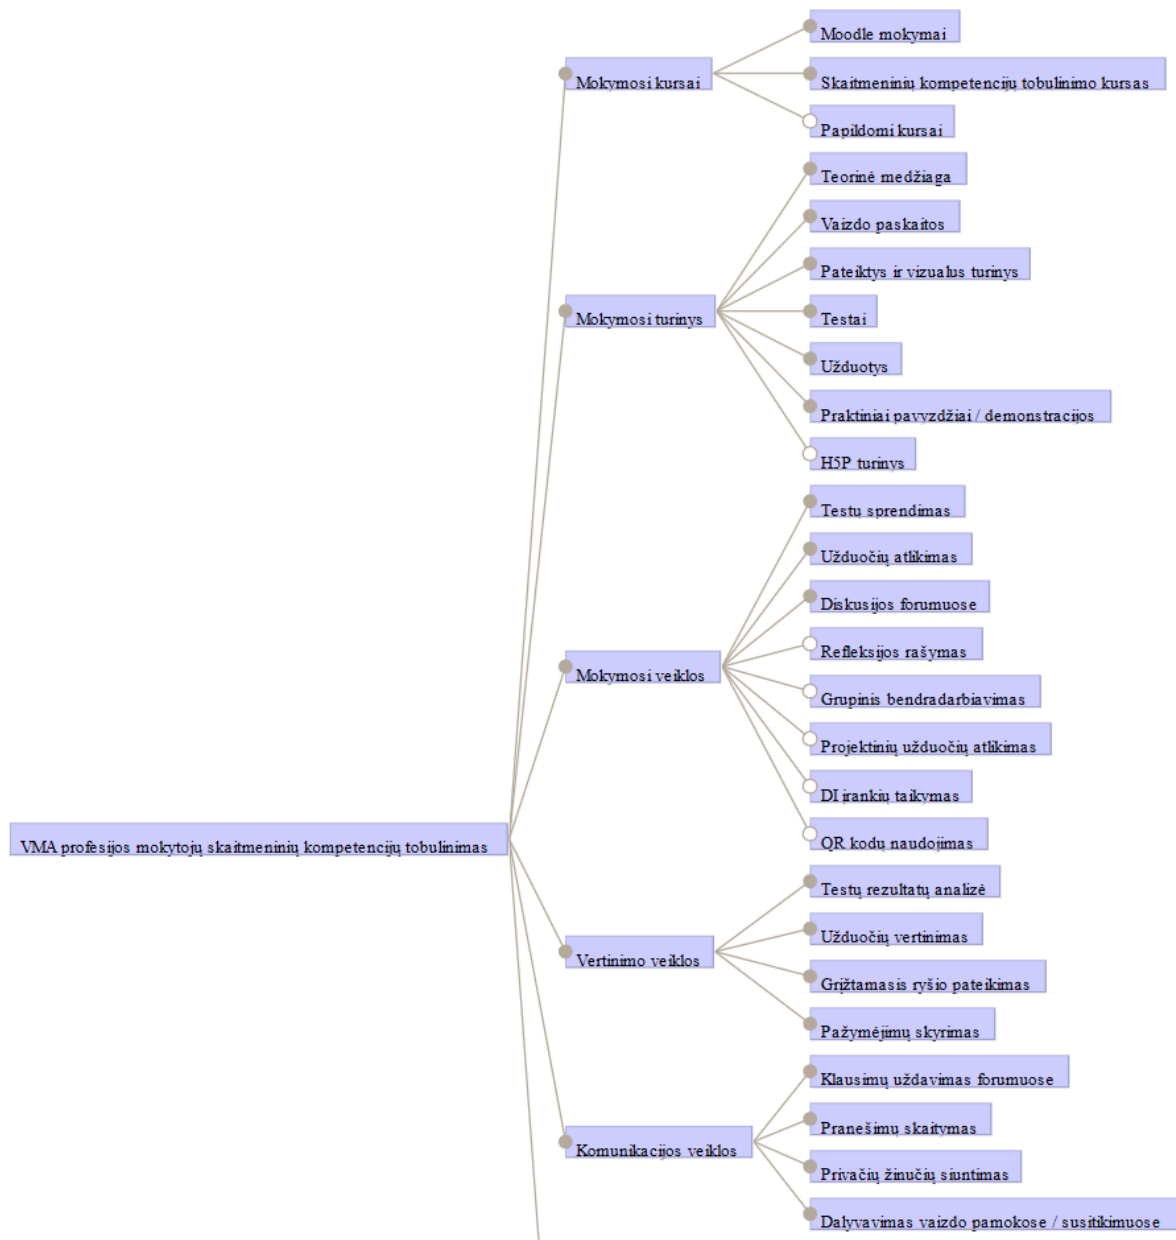 VMA profesijos mokytojų skaitmeninių kompetencijų tobulinimas
Mokymosi kursai
Moodle mokymai
Skaitmeninių kompetencijų tobulinimo kursas
Papildomi kursai
Mokymosi turinys
Teorinė medžiaga
Vaizdo paskaitos
Pateiktys ir vizualus turinys
Testai
Užduotys
Praktiniai pavyzdžiai / demonstracijos
H5P turinys
Mokymosi veiklos
Testų sprendimas
Užduočių atlikimas
Diskusijos forumuose
Refleksijos rašymas
Grupinis bendradarbiavimas
Projektinių užduočių atlikimas
DI įrankių taikymas
QR kodų naudojimas
Vertinimo veiklos
Testų rezultatų analizė
Užduočių vertinimas
Grįžtamasis ryšio pateikimas
Pažymėjimų skyrimas
Komunikacijos veiklos
Klausimų uždavimas forumuose
Pranešimų skaitymas
Privačių žinučių siuntimas
Dalyvavimas vaizdo pamokose / susitikimuose